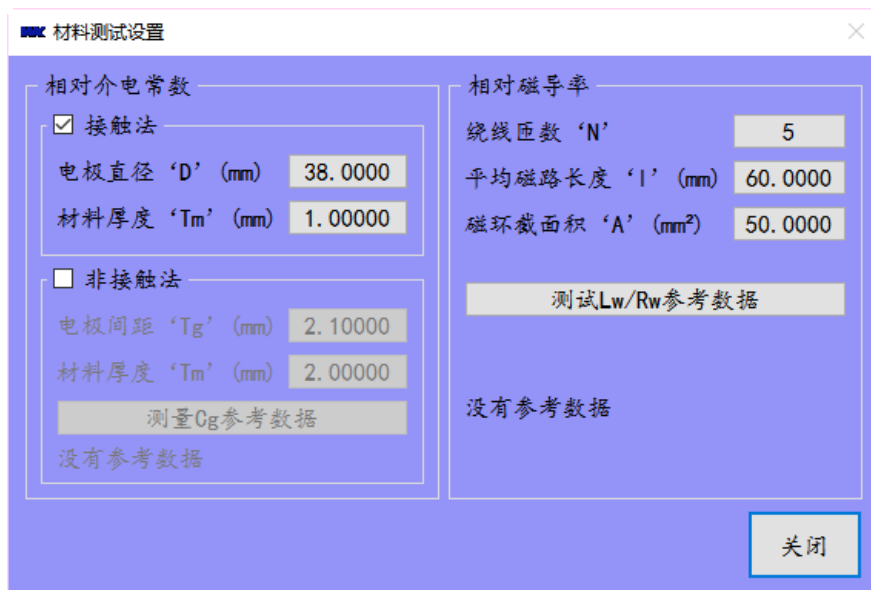 材料测试设置
相对介电常数
接触法
电极直径‘D’(mm) 38.0000
材料厚度‘Tm’(mm) 1.00000
非接触法
电极间距‘Tg’(mm) 2.10000
材料厚度‘Tm’(mm) 2.00000
测量Cg参考数据
没有参考数据
相对磁导率
绕线匝数‘N’ 5
平均磁路长度‘l’(mm) 60.0000
磁环截面积‘A’(mm²) 50.0000
测试Lw/Rw参考数据
没有参考数据
关闭